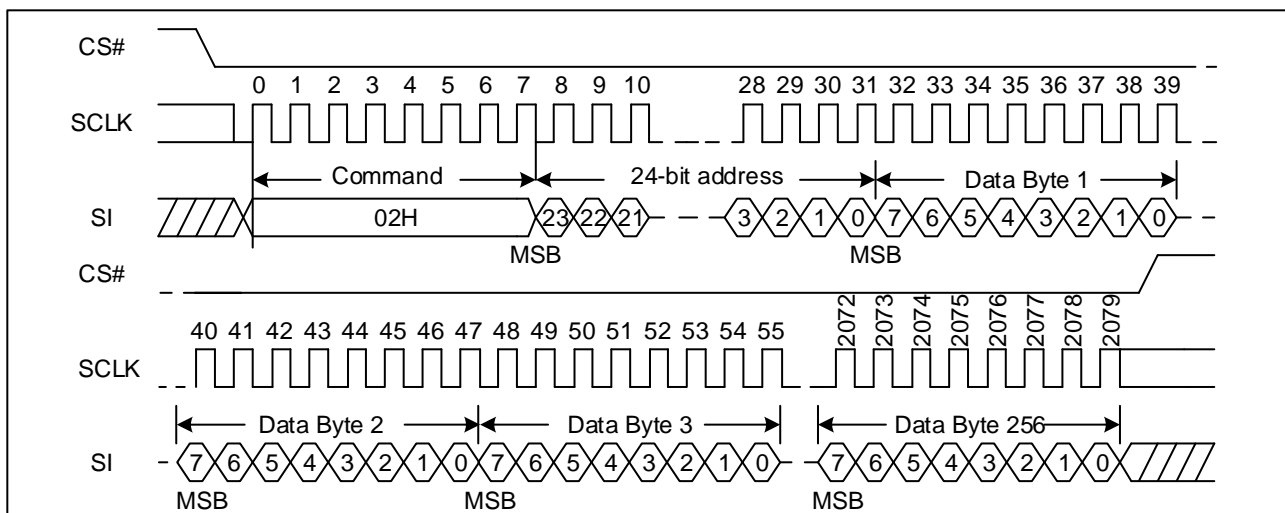 CS#
0 1 2 3 4 5 6 7 8 9 10 28 29 30 31 32 33 34 35 36 37 38 39
SCLK
Command 24-bit address Data Byte 1
SI 02H 23 22 21 3 2 1 0 7 6 5 4 3 2 1 0
MSB MSB
CS#
40 41 42 43 44 45 46 47 48 49 50 51 52 53 54 55 2072 2073 2074 2075 2076 2077 2078 2079
SCLK
Data Byte 2 Data Byte 3 Data Byte 256
SI 7 6 5 4 3 2 1 0 7 6 5 4 3 2 1 0 7 6 5 4 3 2 1 0
MSB MSB MSB